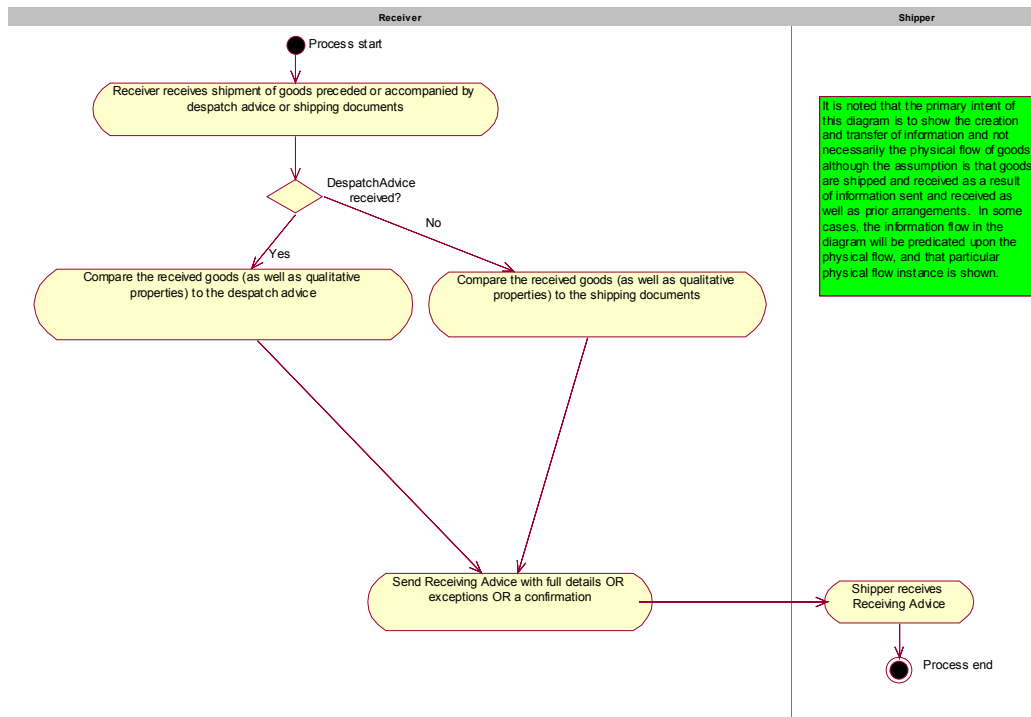 Receiver
Shipper
Process start
Receiver receives shipment of goods preceded or accompanied by
despatch advice or shipping documents
It is noted that the primary intent of
this diagram is to show the creation
and transfer of information and not
necessarily the physical flow of goods
although the assumption is that goods
are shipped and received as a result
of information sent and received as
well as prior arrangements.  In some
cases, the information flow in the
diagram will be predicated upon the
physical flow, and that particular
physical flow instance is shown.
DespatchAdvice
received?
No
Yes
Compare the received goods (as well as qualitative
properties) to the despatch advice
Compare the received goods (as well as qualitative
properties) to the shipping documents
Send Receiving Advice with full details OR
exceptions OR a confirmation
Shipper receives
Receiving Advice
Process end